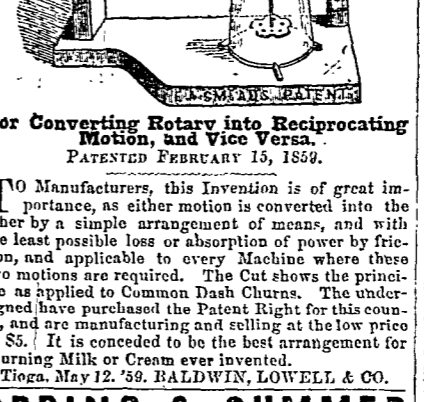 EASMEADS PATENT
or Converting Rotary into Reciprocating
Motion, and Vice Versa.
PATENTED FEBRUARY 15, 1859.
TO Manufacturers, this Invention is of great im-
portance, as either motion is converted into the
her by a simple arrangement of means, and with
e least possible loss or absorption of power by fric-
on, and applicable to every Machine where these
o motions are required. The Cut shows the princi-
e as applied to Common Dash Churns. The under-
gned have purchased the Patent Right for this coun-
, and are manufacturing and selling at the low price
$5. It is conceded to be the best arrangement for
urning Milk or Cream ever invented.
Tioga, May 12. '59. BALDWIN, LOWELL & CO.